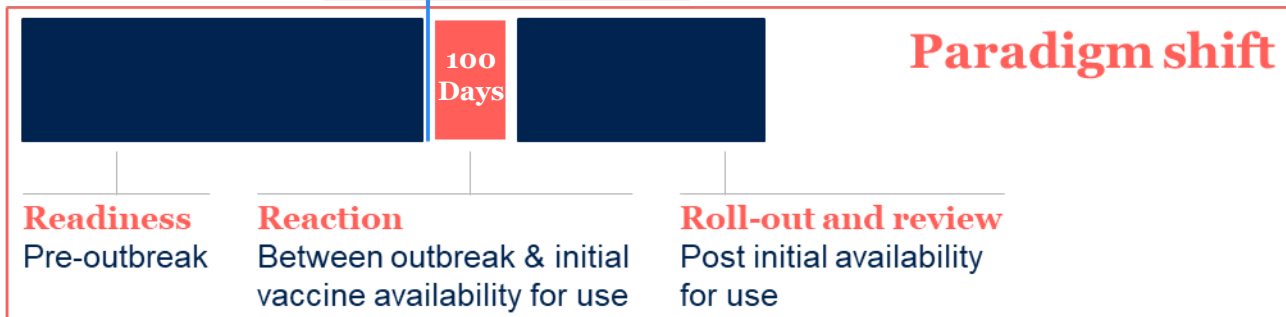 100
Days
Paradigm shift
Readiness
Pre-outbreak
Reaction
Between outbreak & initial
vaccine availability for use
Roll-out and review
Post initial availability
for use